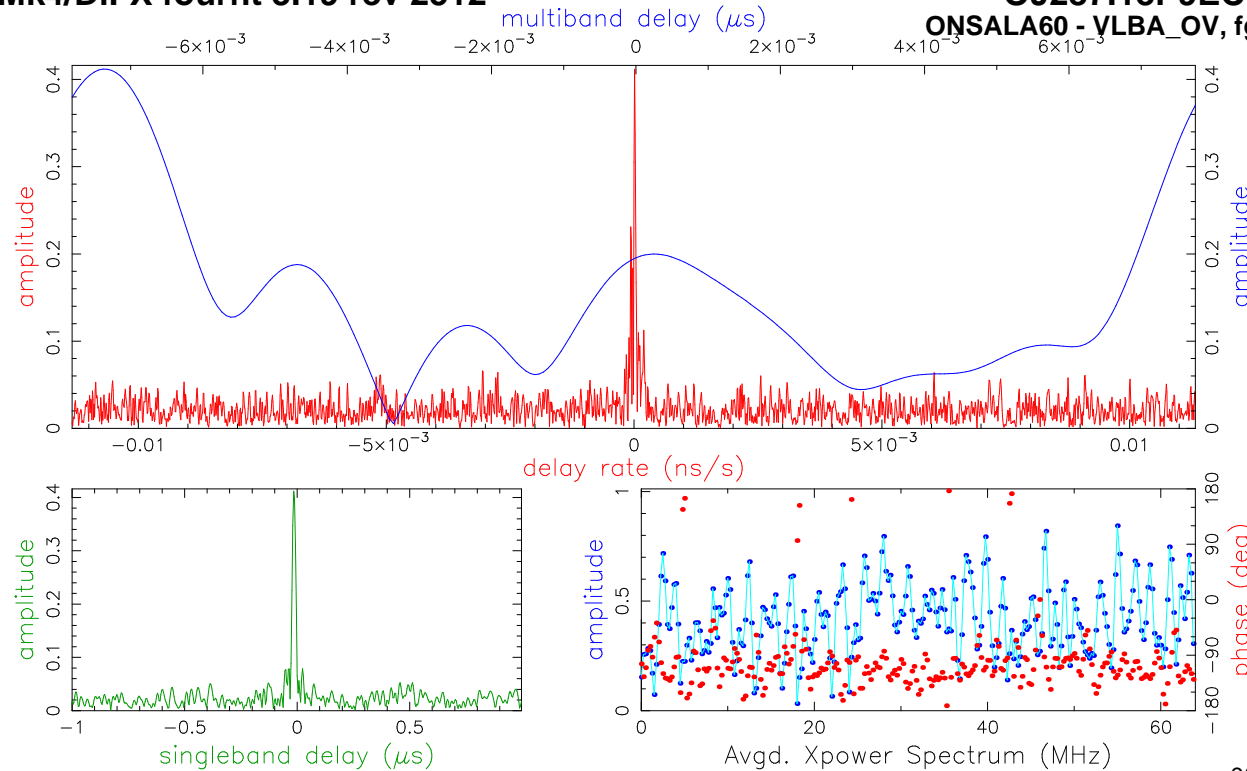 multiband delay (μs)
ONSALA60 - VLBA_OV,
−6×10⁻³ −4×10⁻³ −2×10⁻³ 0 2×10⁻³ 4×10⁻³ 6×10⁻³
amplitude
0 0.1 0.2 0.3 0.4
amplitude
0 0.1 0.2 0.3 0.4
−0.01 −5×10⁻³ 0 5×10⁻³ 0.01
delay rate (ns/s)
amplitude
0 0.1 0.2 0.3 0.4
−1 −0.5 0 0.5
singleband delay (μs)
amplitude
0 0.5 1
phase (deg)
−180 −90 0 90 180
0 20 40 60
Avgd. Xpower Spectrum (MHz)